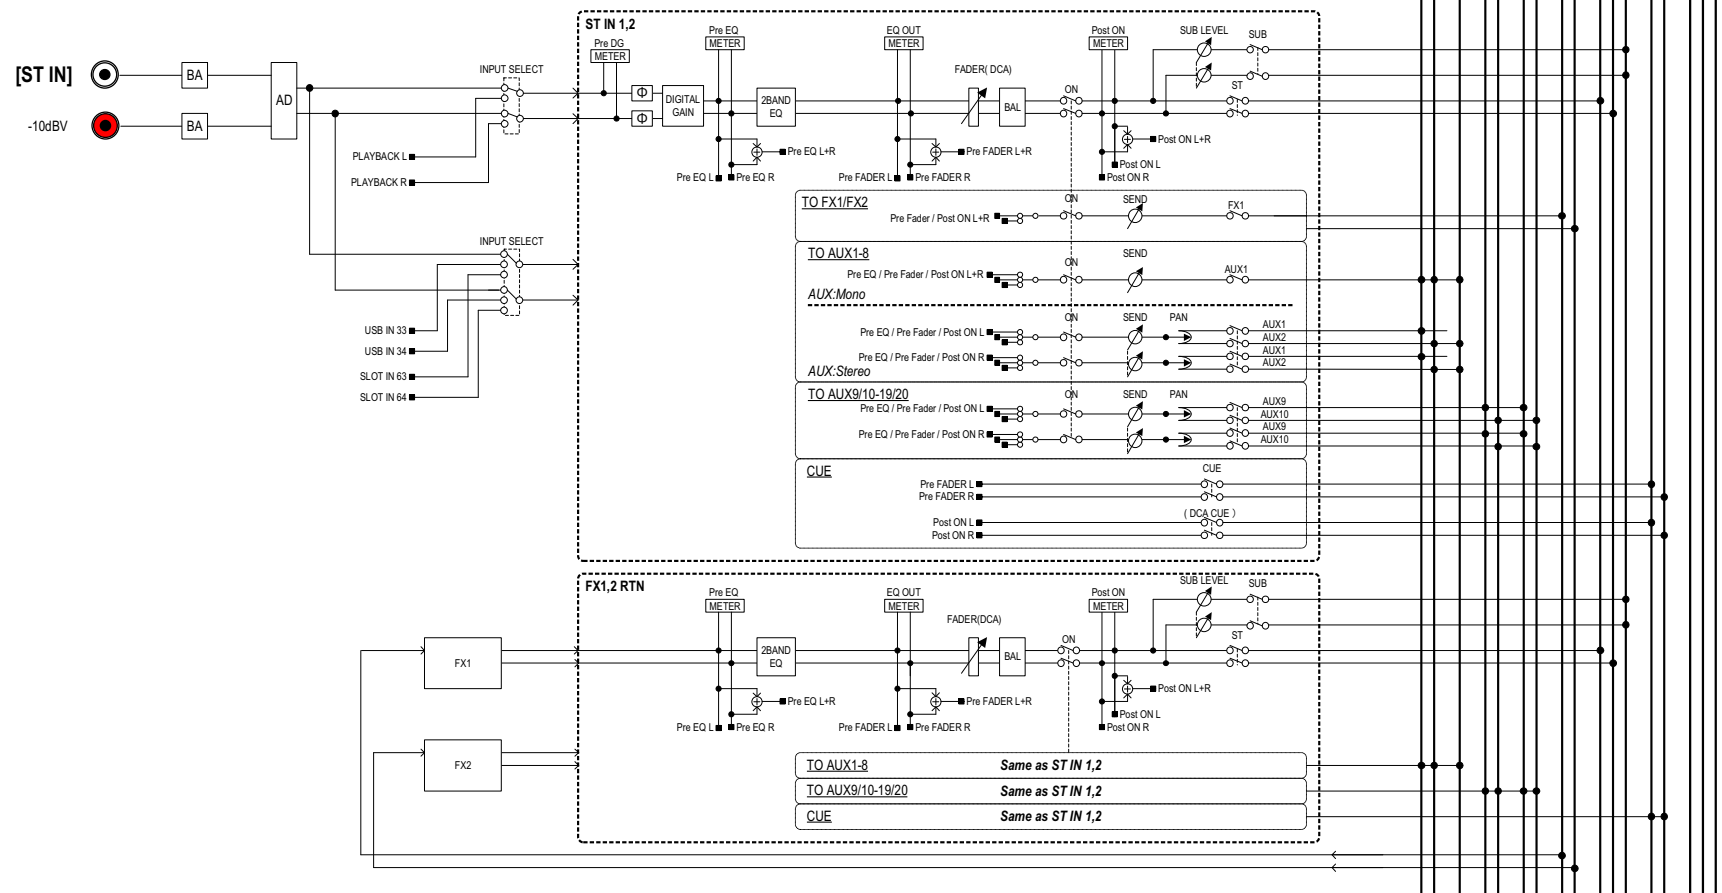 ST IN 1,2
[ST IN]
-10dBV
BA
BA
AD
INPUT SELECT
PLAYBACK L
PLAYBACK R
INPUT SELECT
USB IN 33
USB IN 34
SLOT IN 63
SLOT IN 64
Pre DG
METER
Φ
Φ
DIGITAL
GAIN
Pre EQ
METER
2BAND
EQ
Pre EQ L+R
Pre EQ L
Pre EQ R
EQ OUT
METER
Pre FADER L+R
Pre FADER L
Pre FADER R
FADER( DCA)
BAL
ON
Post ON
METER
Post ON L+R
Post ON L
Post ON R
SUB LEVEL
SUB
ST
TO FX1/FX2
Pre Fader / Post ON L+R
ON
SEND
FX1
TO AUX1-8
Pre EQ / Pre Fader / Post ON L+R
ON
SEND
AUX1
AUX:Mono
ON
SEND
PAN
Pre EQ / Pre Fader / Post ON L
AUX1
AUX2
Pre EQ / Pre Fader / Post ON R
AUX1
AUX2
AUX:Stereo
TO AUX9/10-19/20
ON
SEND
PAN
Pre EQ / Pre Fader / Post ON L
AUX9
AUX10
Pre EQ / Pre Fader / Post ON R
AUX9
AUX10
CUE
CUE
Pre FADER L
Pre FADER R
( DCA CUE )
Post ON L
Post ON R
FX1,2 RTN
FX1
FX2
Pre EQ
METER
2BAND
EQ
Pre EQ L+R
Pre EQ L
Pre EQ R
EQ OUT
METER
Pre FADER L+R
Pre FADER L
Pre FADER R
FADER(DCA)
BAL
ON
Post ON
METER
Post ON L+R
Post ON L
Post ON R
SUB LEVEL
SUB
ST
TO AUX1-8 Same as ST IN 1,2
TO AUX9/10-19/20 Same as ST IN 1,2
CUE Same as ST IN 1,2